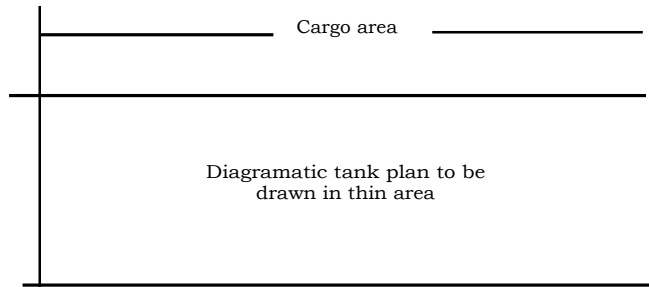 Cargo area
Diagramatic tank plan to be
drawn in thin area